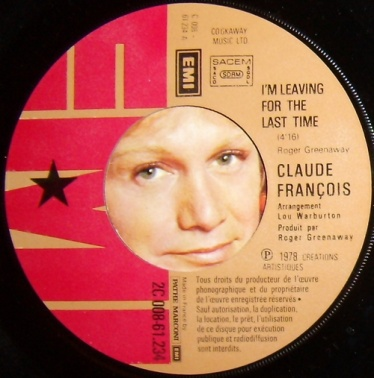 COOKAWAY
MUSIC LTD
EMI
SACEM
SDRM
I'M LEAVING
FOR THE
LAST TIME
(4'16)
Roger Greenaway
CLAUDE
FRANÇOIS
Arrangement
Lou Warburton
Produit par
Roger Greenaway
℗ 1978 CREATIONS
ARTISTIQUES
Tous droits du producteur de l'œuvre
phonographique et du propriétaire
de l'œuvre enregistrée réservés •
Sauf autorisation, la duplication,
la location, le prêt, l'utilisation
de ce disque pour exécution
publique et radiodiffusion
sont interdits.
Made in France by
PATHE MARCONI
EMI
2C 008-61.234